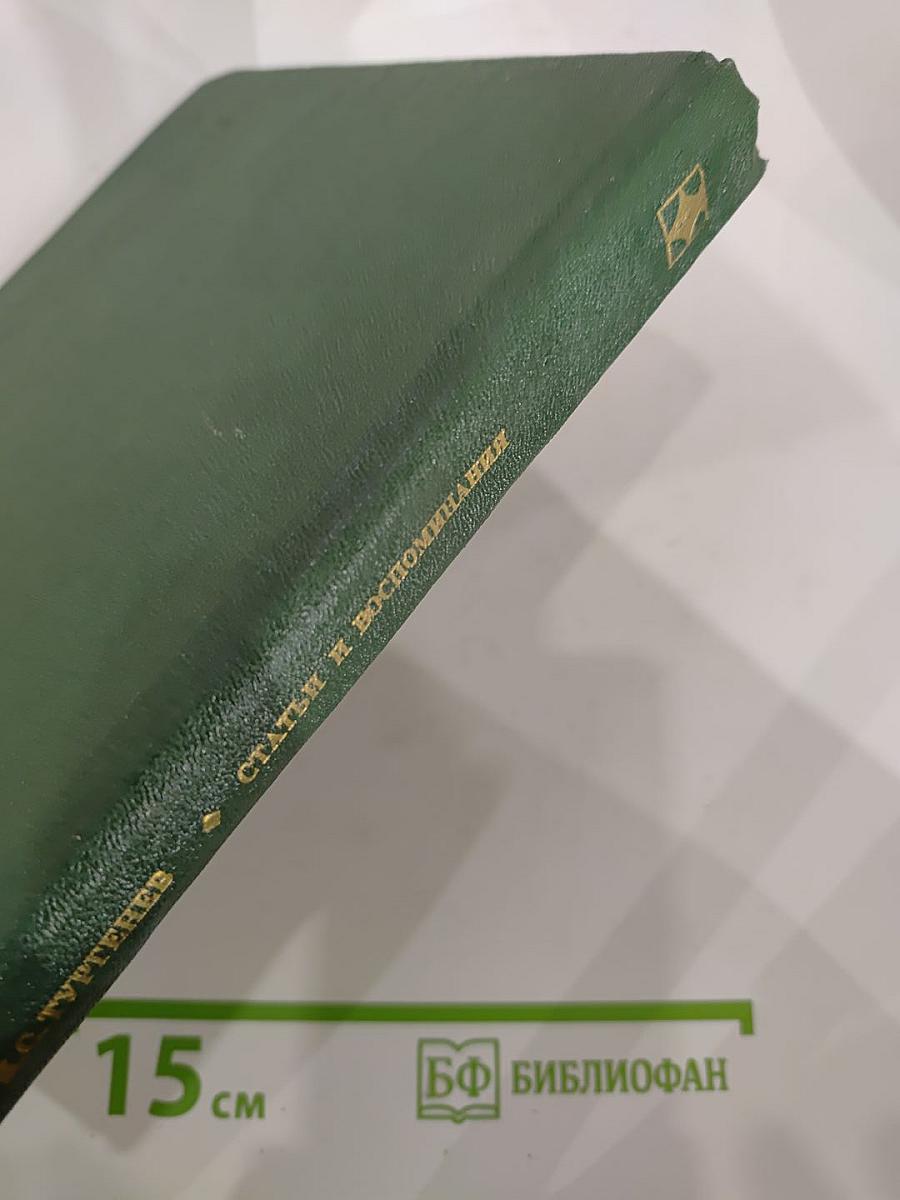 С. ТУРГЕНЕВ • СТАТЬИ И ВОСПОМИНАНИЯ
15 см
БФ БИБЛИОФАН